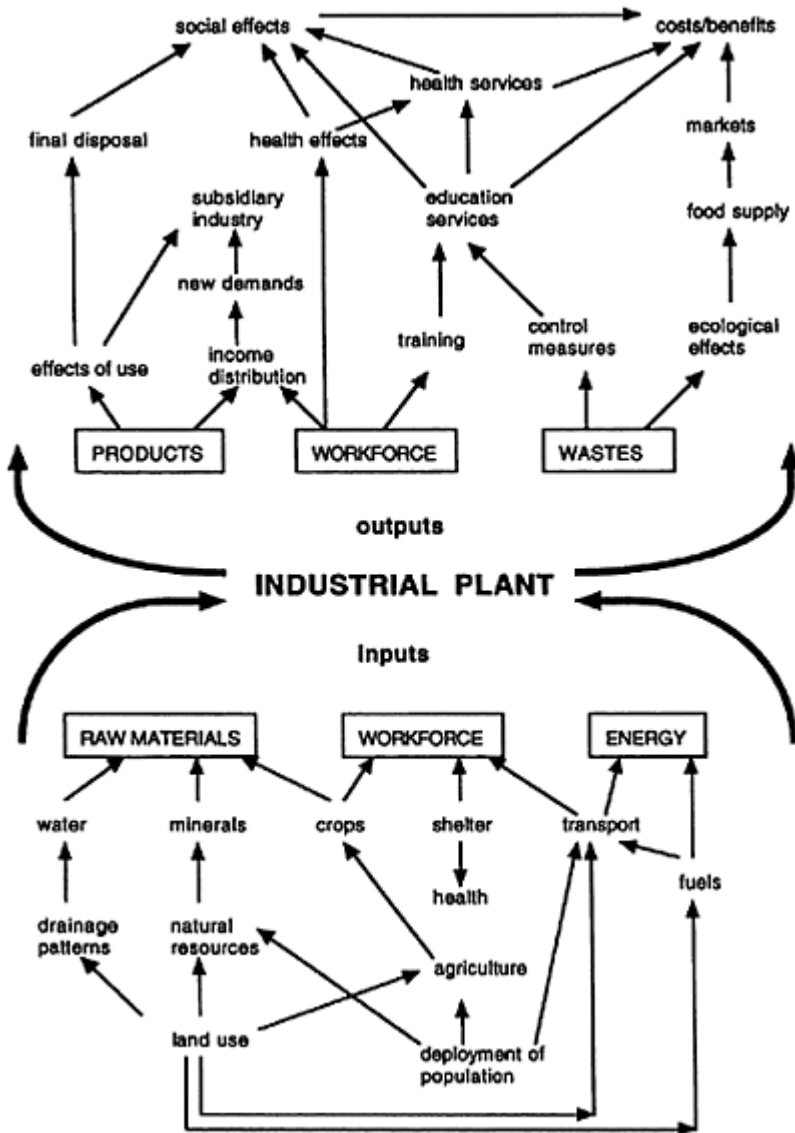 social effects
costs/benefits
health services
final disposal
health effects
markets
subsidiary
industry
education
services
food supply
new demands
effects of use
income
distribution
training
control
measures
ecological
effects
PRODUCTS
WORKFORCE
WASTES
outputs
INDUSTRIAL PLANT
Inputs
RAW MATERIALS
WORKFORCE
ENERGY
water
minerals
crops
shelter
transport
health
fuels
drainage
patterns
natural
resources
agriculture
land use
deployment of
population